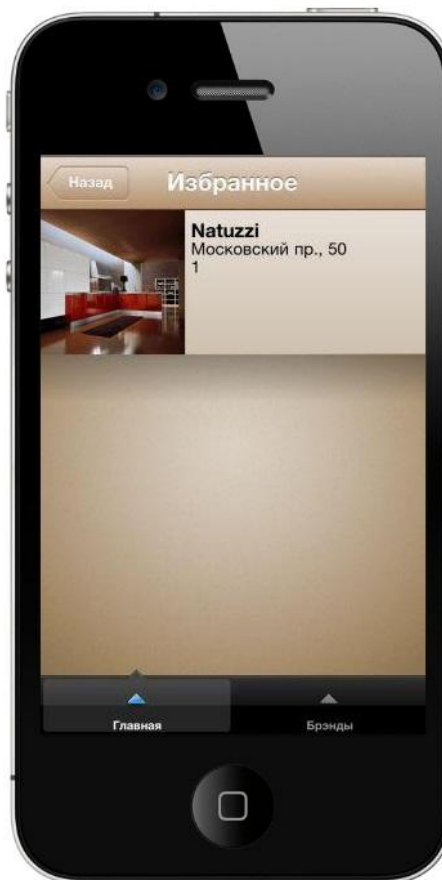 Назад
Избранное
Natuzzi
Московский пр., 50
1
Главная
Брэнды